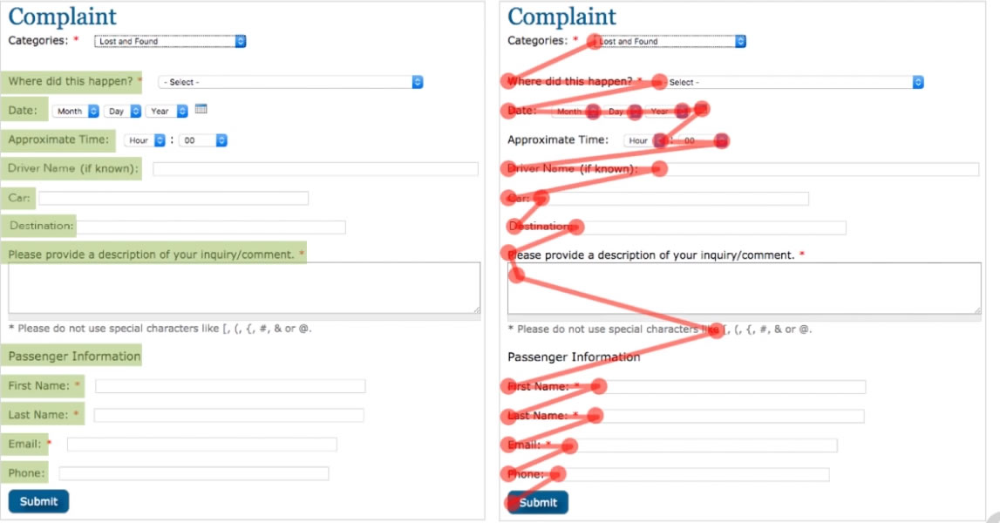 Complaint
Categories: * Lost and Found
Where did this happen? * - Select -
Date: Month Day Year
Approximate Time: Hour : 00
Driver Name (if known):
Car:
Destination:
Please provide a description of your inquiry/comment. *
* Please do not use special characters like [, (, {, #, & or @.
Passenger Information
First Name: *
Last Name: *
Email: *
Phone:
Submit
Complaint
Categories: * Lost and Found
Where did this happen? * - Select -
Date: Month Day Year
Approximate Time: Hour : 00
Driver Name (if known):
Car:
Destination:
Please provide a description of your inquiry/comment. *
* Please do not use special characters like [, (, {, #, & or @.
Passenger Information
First Name: *
Last Name: *
Email: *
Phone:
Submit